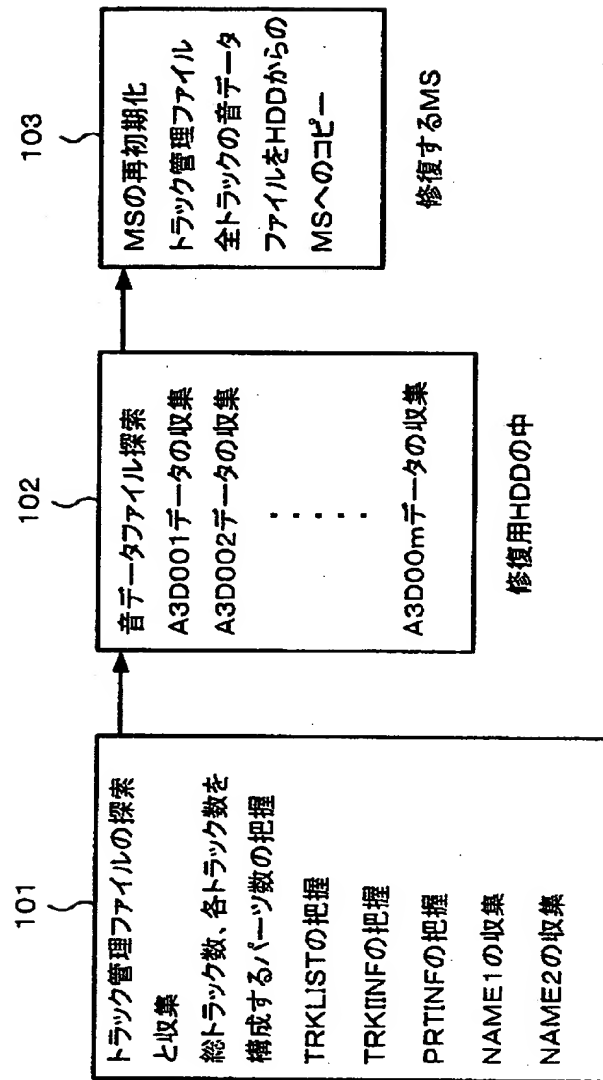 101
トラック管理ファイルの探索
と収集
総トラック数、各トラック数を
構成するパーツ数の把握
TRKLISTの把握
TRKIINFの把握
PRTINFの把握
NAME1の収集
NAME2の収集
102
音データファイル探索
A3D001データの収集
A3D002データの収集
・・・・・
A3D00mデータの収集
修復用HDDの中
103
MSの再初期化
トラック管理ファイル
全トラックの音データ
ファイルをHDDからの
MSへのコピー
修復するMS